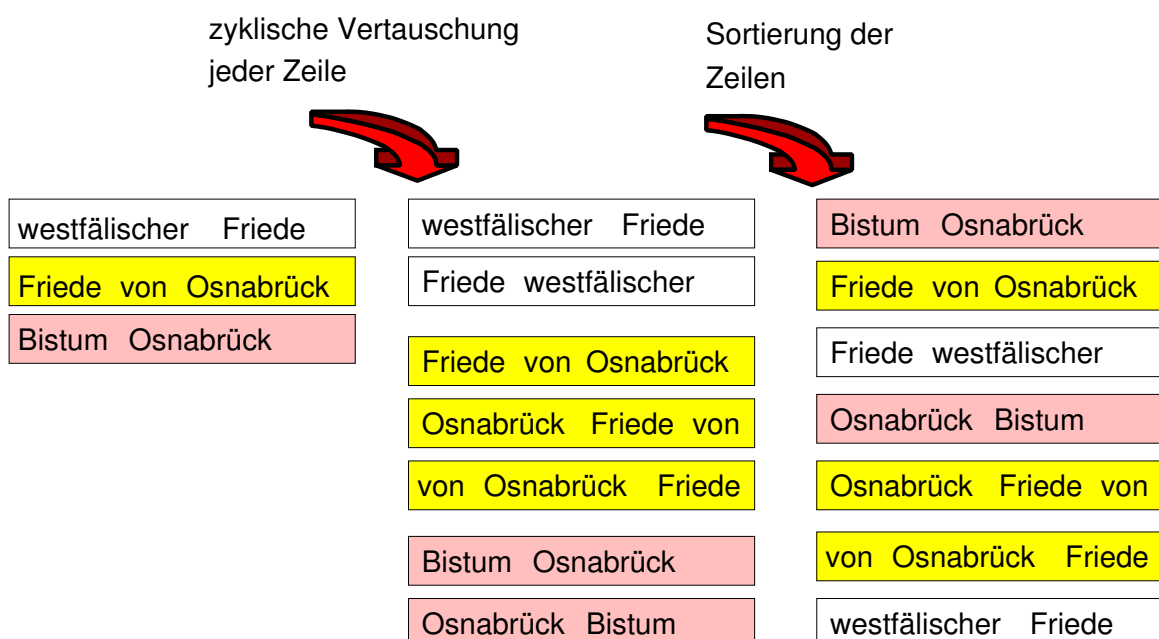 zyklische Vertauschung
jeder Zeile
Sortierung der
Zeilen
westfälischer Friede
Friede von Osnabrück
Bistum Osnabrück
westfälischer Friede
Friede westfälischer
Friede von Osnabrück
Osnabrück Friede von
von Osnabrück Friede
Bistum Osnabrück
Osnabrück Bistum
Bistum Osnabrück
Friede von Osnabrück
Friede westfälischer
Osnabrück Bistum
Osnabrück Friede von
von Osnabrück Friede
westfälischer Friede